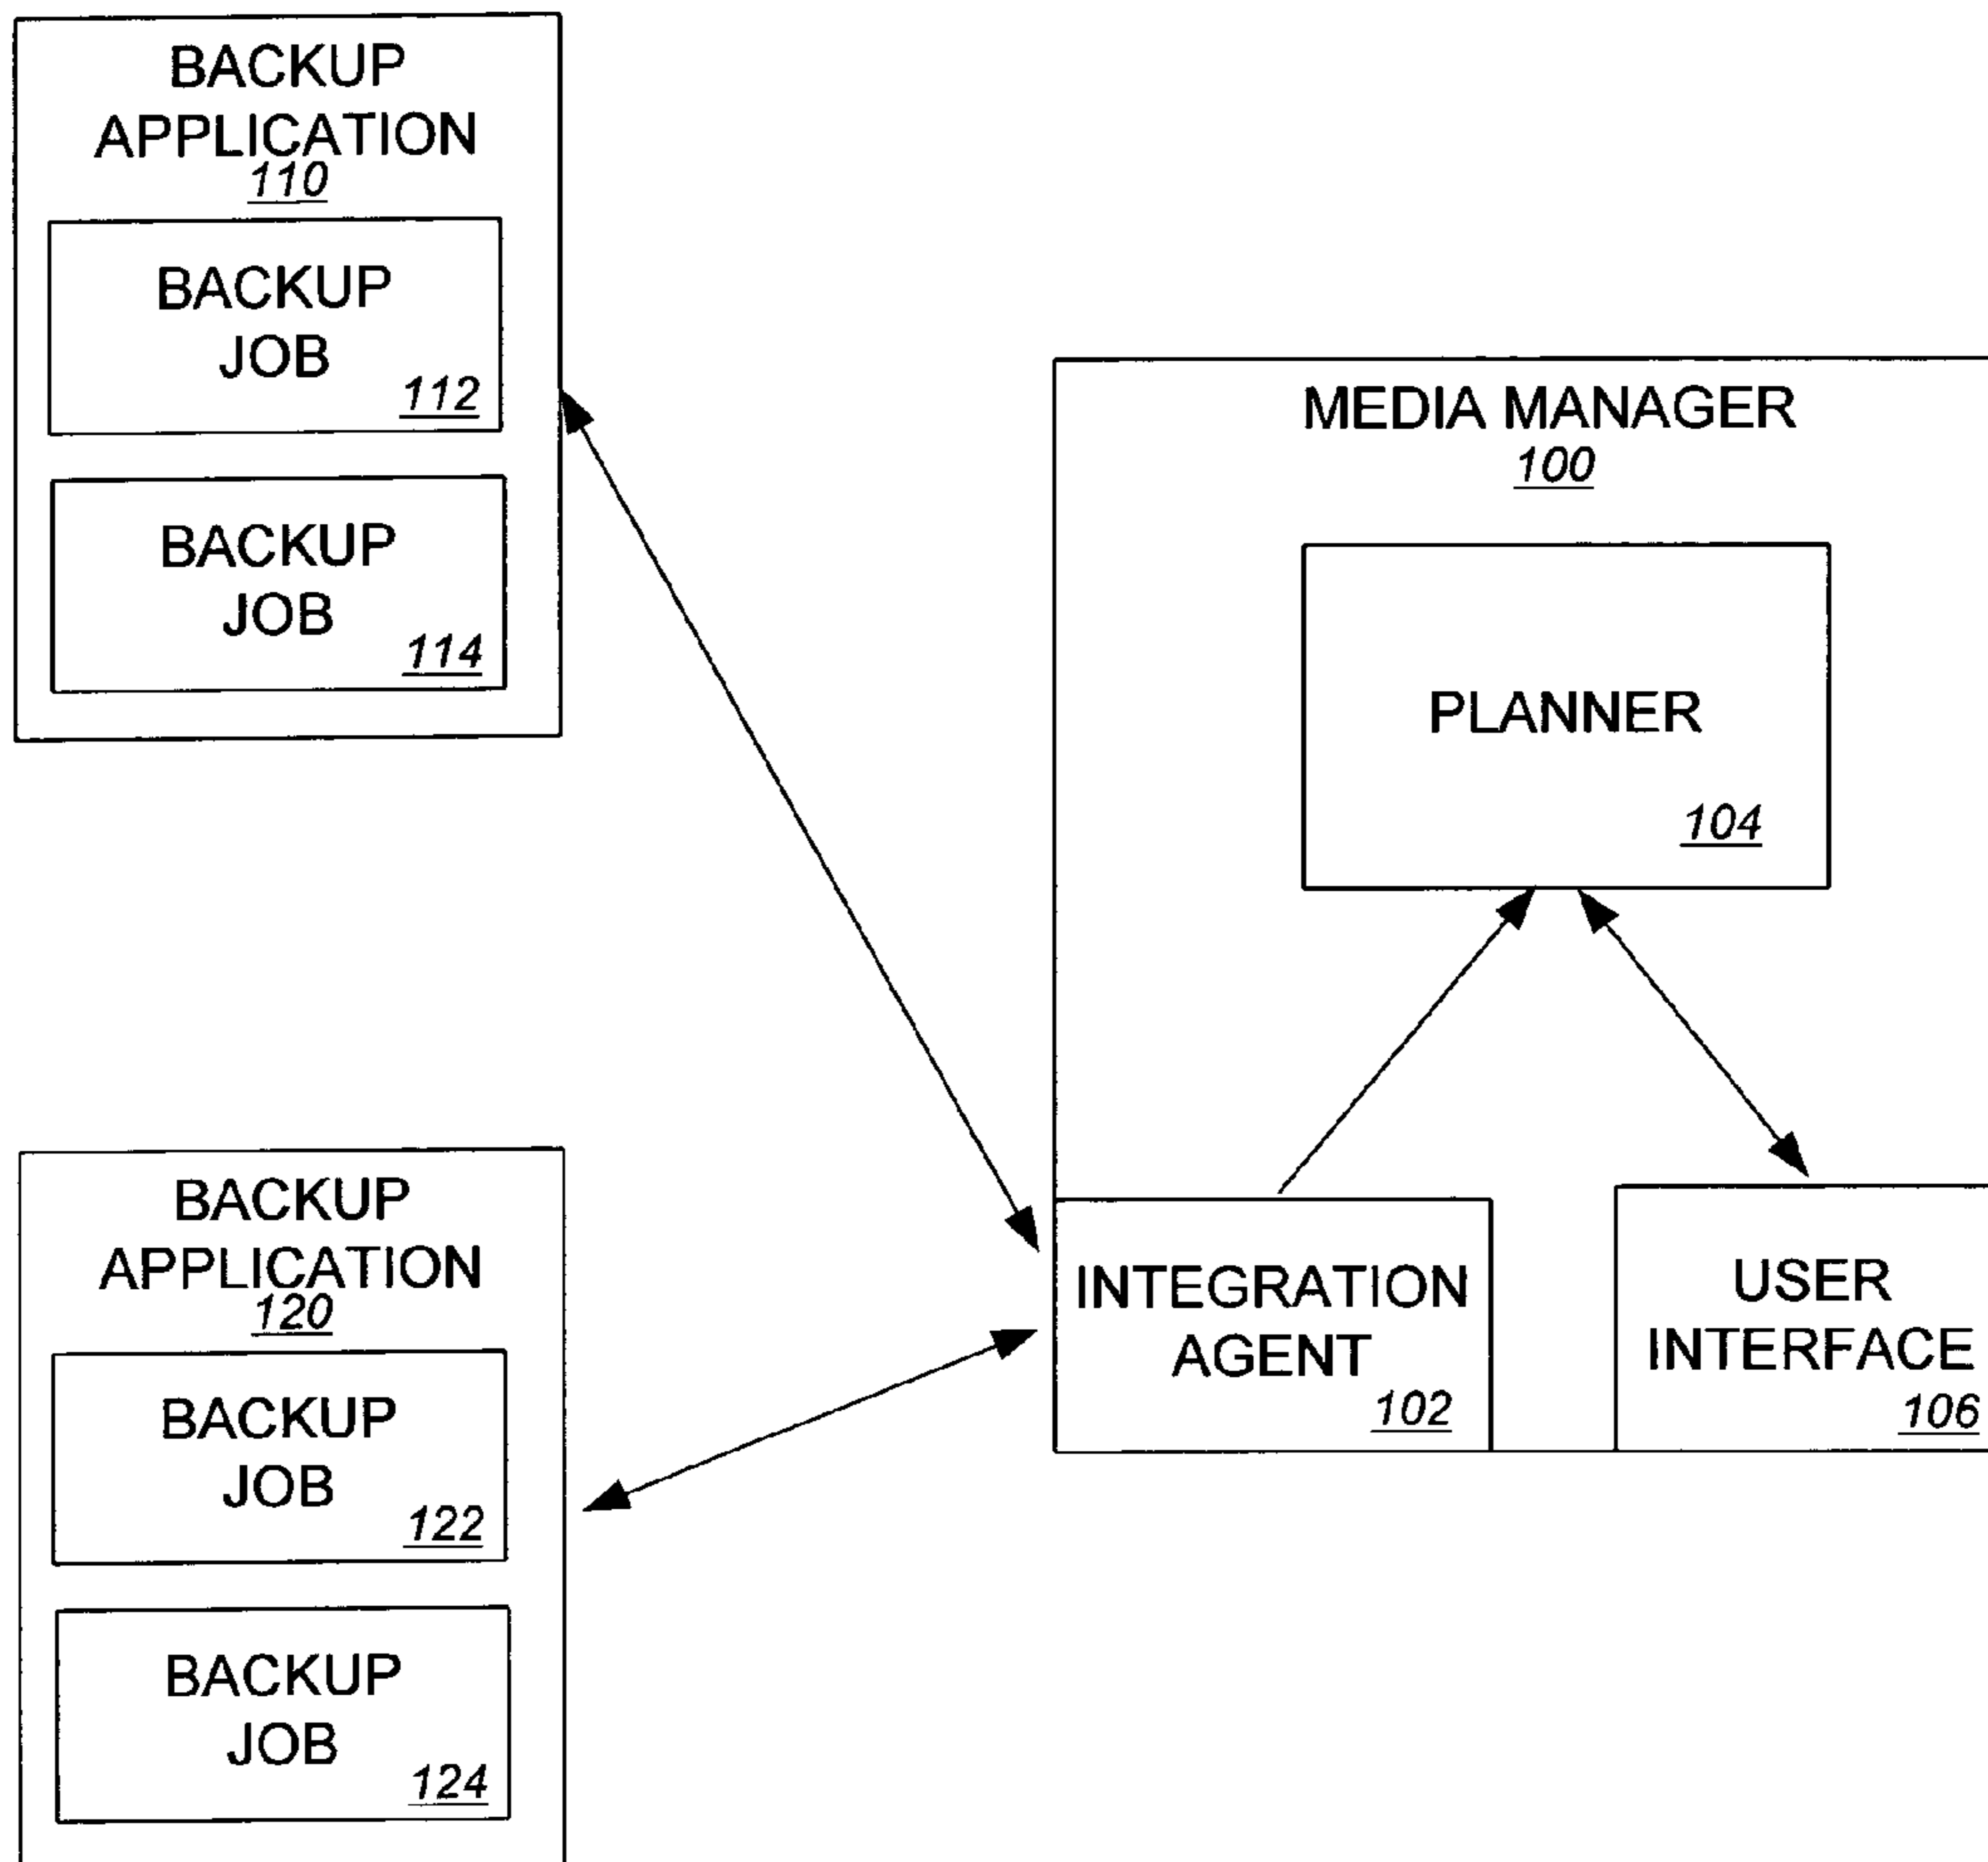 BACKUP
APPLICATION
110
BACKUP
JOB
112
BACKUP
JOB
114
MEDIA MANAGER
100
PLANNER
104
INTEGRATION
AGENT
102
USER
INTERFACE
106
BACKUP
APPLICATION
120
BACKUP
JOB
122
BACKUP
JOB
124